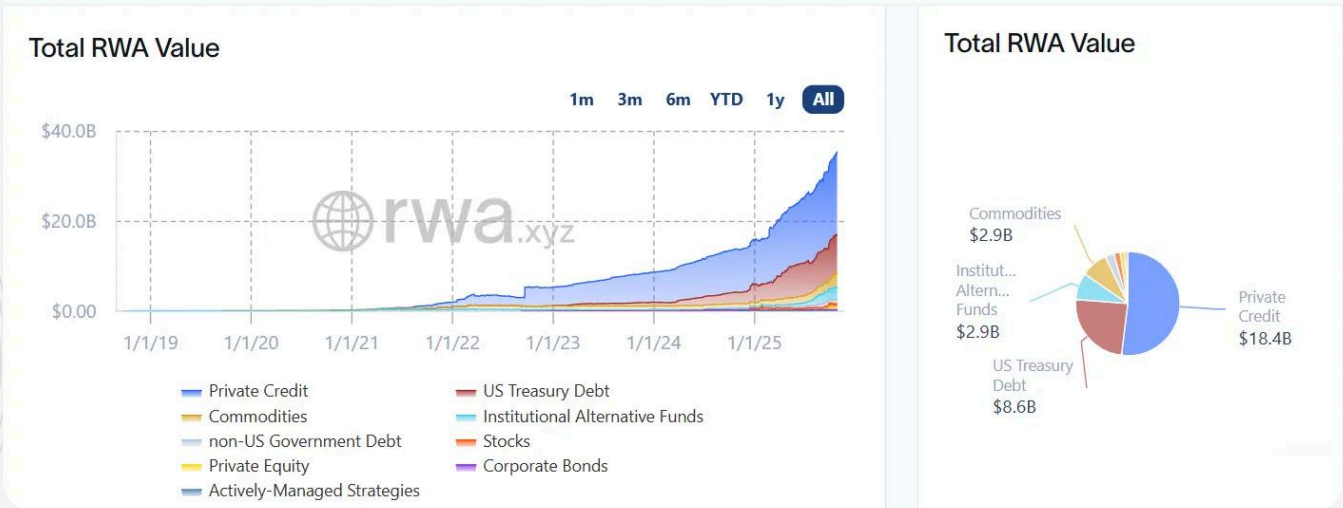 Total RWA Value
1m 3m 6m YTD 1y All
$40.0B
$20.0B
$0.00
rwa.xyz
1/1/19 1/1/20 1/1/21 1/1/22 1/1/23 1/1/24 1/1/25
Private Credit
US Treasury Debt
Commodities
Institutional Alternative Funds
non-US Government Debt
Stocks
Private Equity
Corporate Bonds
Actively-Managed Strategies
Total RWA Value
Commodities
$2.9B
Institut...
Altern...
Funds
$2.9B
US Treasury
Debt
$8.6B
Private
Credit
$18.4B